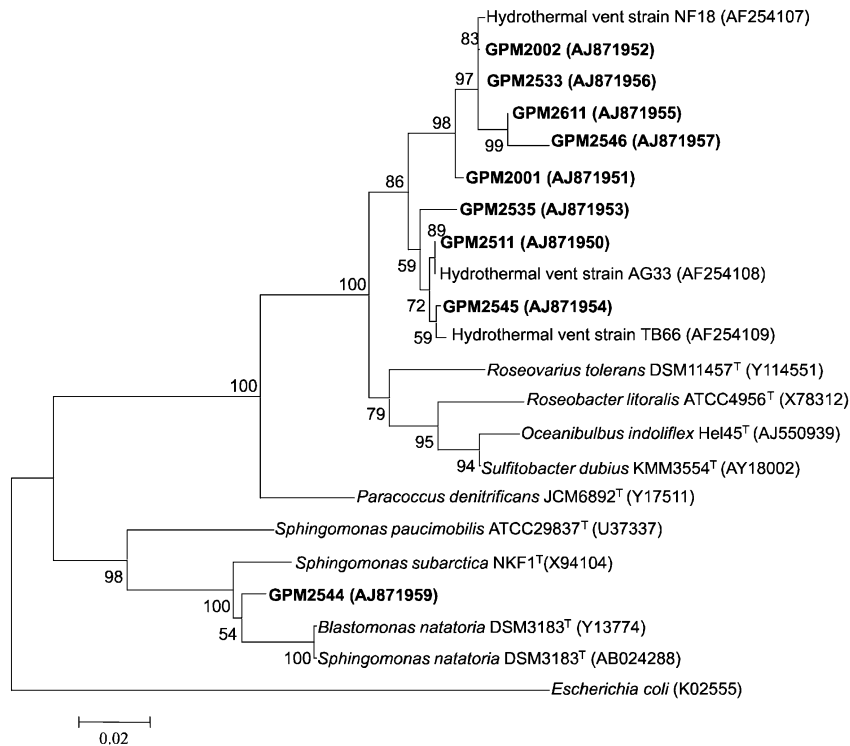 Hydrothermal vent strain NF18 (AF254107)
83
GPM2002 (AJ871952)
97
GPM2533 (AJ871956)
GPM2611 (AJ871955)
98
99
GPM2546 (AJ871957)
GPM2001 (AJ871951)
86
GPM2535 (AJ871953)
89
GPM2511 (AJ871950)
59
Hydrothermal vent strain AG33 (AF254108)
100
72
GPM2545 (AJ871954)
59
Hydrothermal vent strain TB66 (AF254109)
Roseovarius tolerans DSM11457ᵀ (Y114551)
100
Roseobacter litoralis ATCC4956ᵀ (X78312)
79
Oceanibulbus indoliflex Hel45ᵀ (AJ550939)
95
94
Sulfitobacter dubius KMM3554ᵀ (AY18002)
Paracoccus denitrificans JCM6892ᵀ (Y17511)
Sphingomonas paucimobilis ATCC29837ᵀ (U37337)
Sphingomonas subarctica NKF1ᵀ(X94104)
98
GPM2544 (AJ871959)
100
Blastomonas natatoria DSM3183ᵀ (Y13774)
54
100
Sphingomonas natatoria DSM3183ᵀ (AB024288)
Escherichia coli (K02555)
0.02